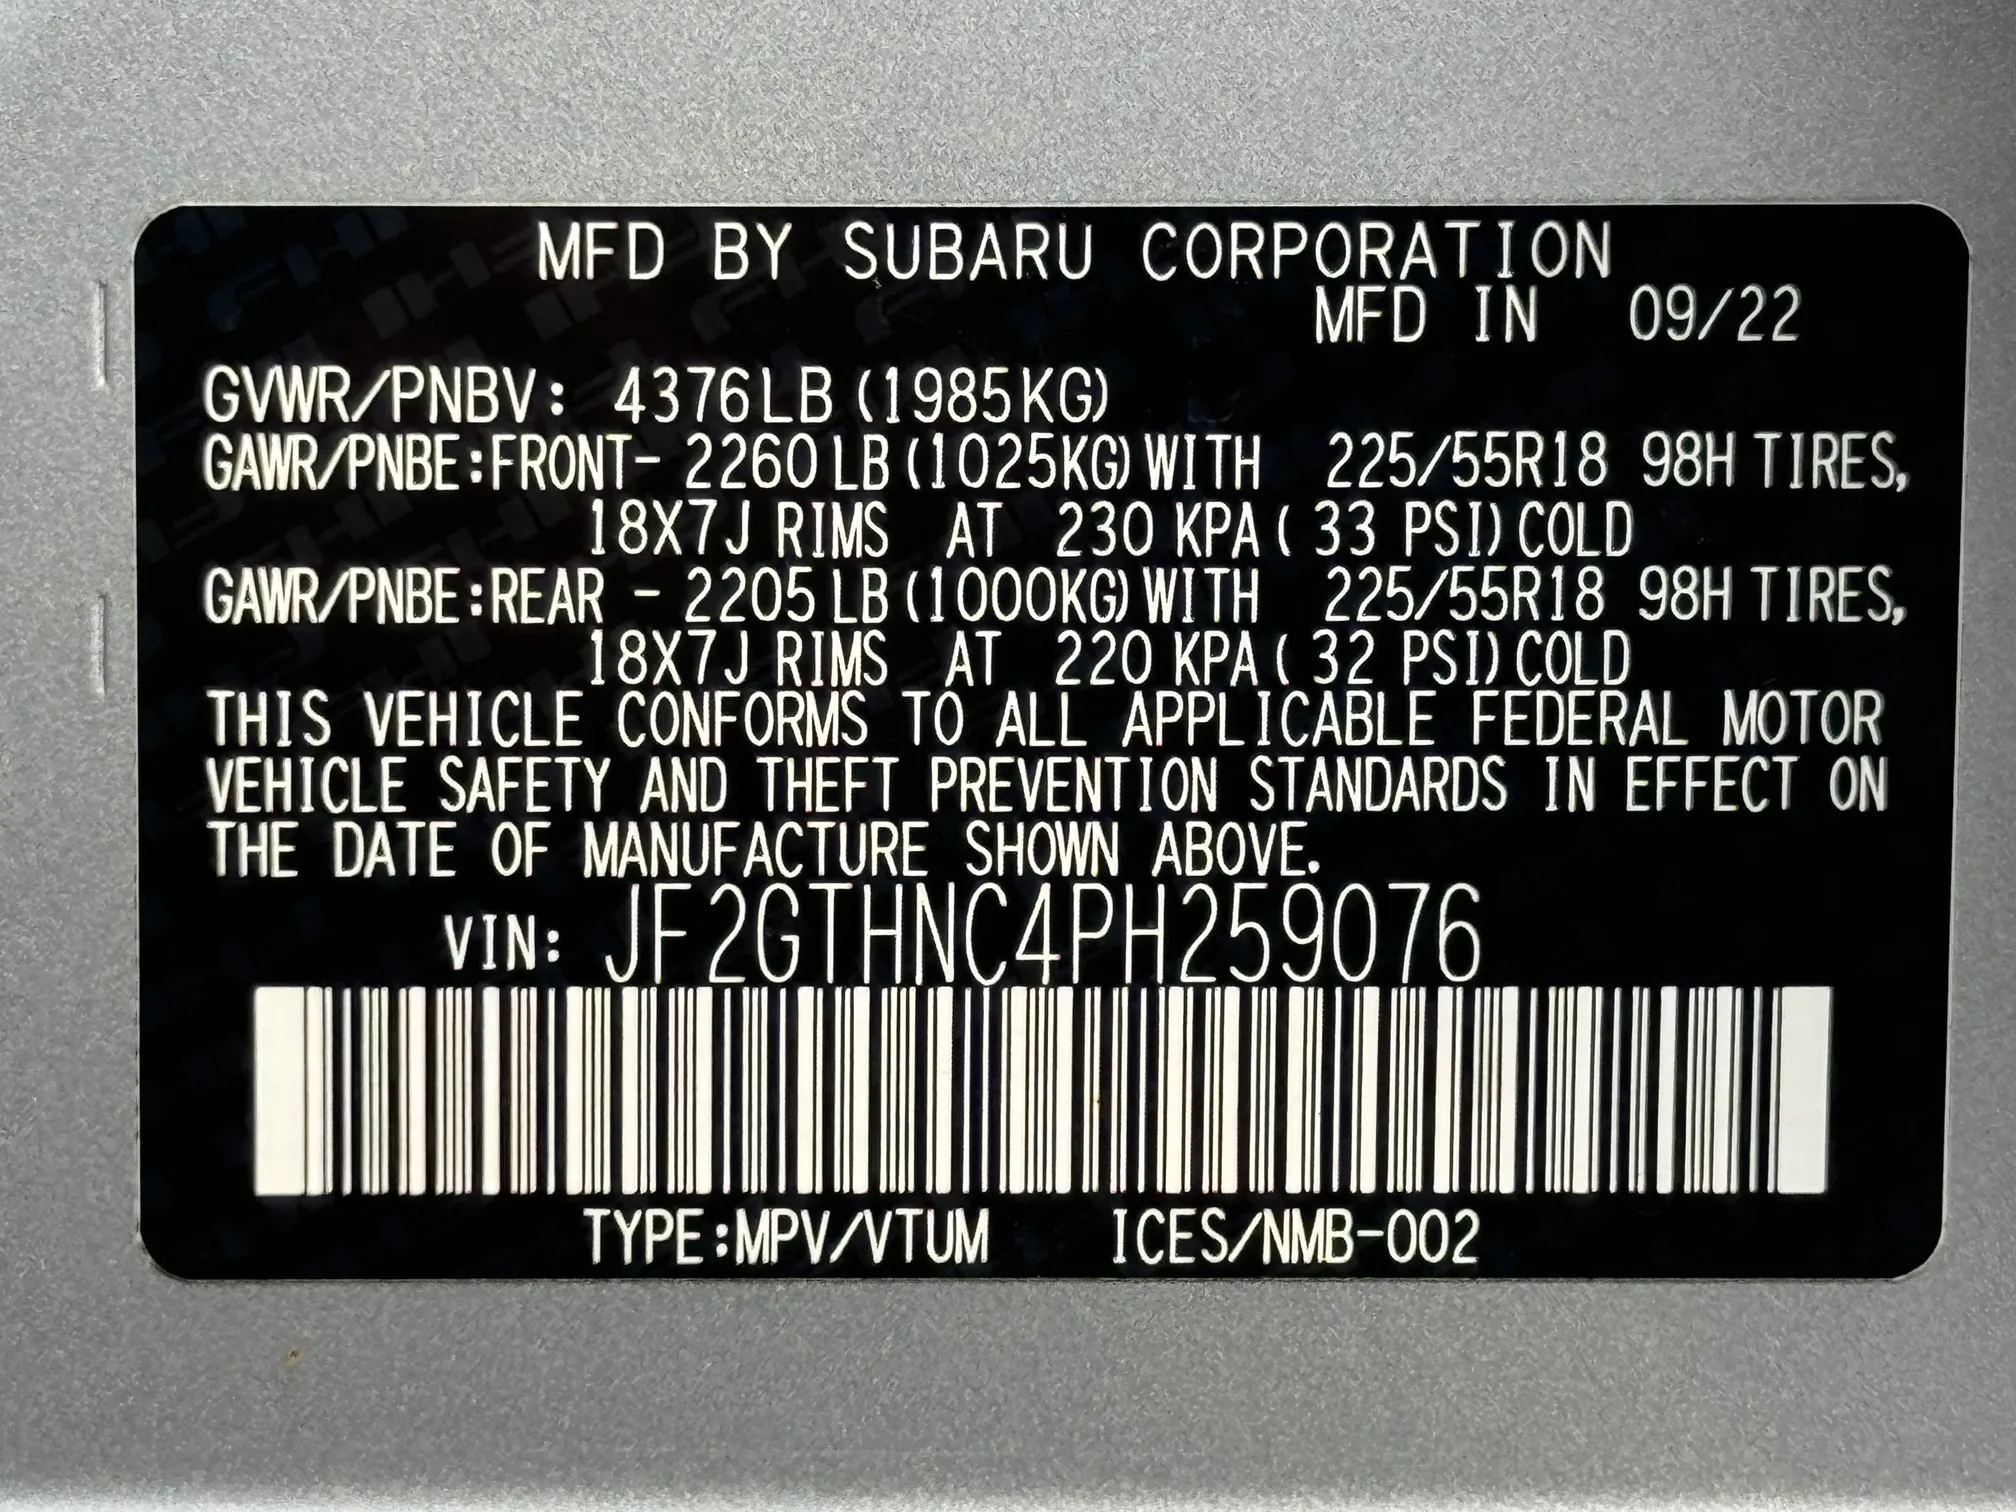 MFD BY SUBARU CORPORATION
MFD IN 09/22
GVWR/PNBV: 4376LB (1985KG)
GAWR/PNBE:FRONT- 2260LB (1025KG) WITH 225/55R18 98H TIRES,
18X7J RIMS AT 230 KPA( 33 PSI) COLD
GAWR/PNBE:REAR - 2205LB (1000KG) WITH 225/55R18 98H TIRES,
18X7J RIMS AT 220 KPA( 32 PSI) COLD
THIS VEHICLE CONFORMS TO ALL APPLICABLE FEDERAL MOTOR
VEHICLE SAFETY AND THEFT PREVENTION STANDARDS IN EFFECT ON
THE DATE OF MANUFACTURE SHOWN ABOVE.
VIN: JF2GTHNC4PH259076
TYPE:MPV/VTUM ICES/NMB-002